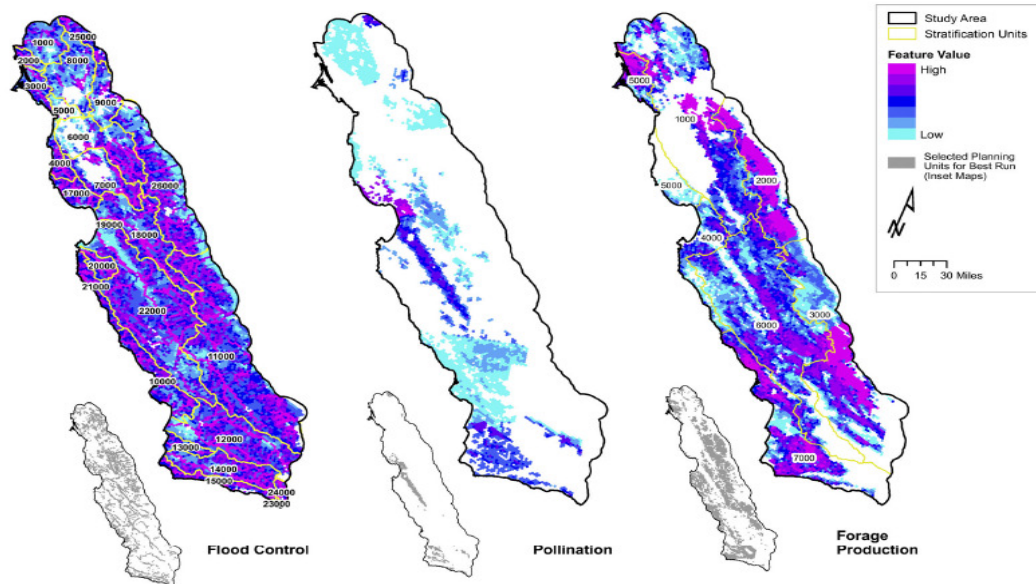 1000
25000
2000
8000
3000
5000
9000
6000
4000
7000
17000
26000
19000
18000
20000
21000
22000
11000
10000
12000
13000
14000
15000
24000
23000
Flood Control
Pollination
5000
1000
2000
5000
4000
3000
6000
7000
Forage
Production
Study Area
Stratification Units
Feature Value
High
Low
Selected Planning
Units for Best Run
(Inset Maps)
N
0 15 30 Miles